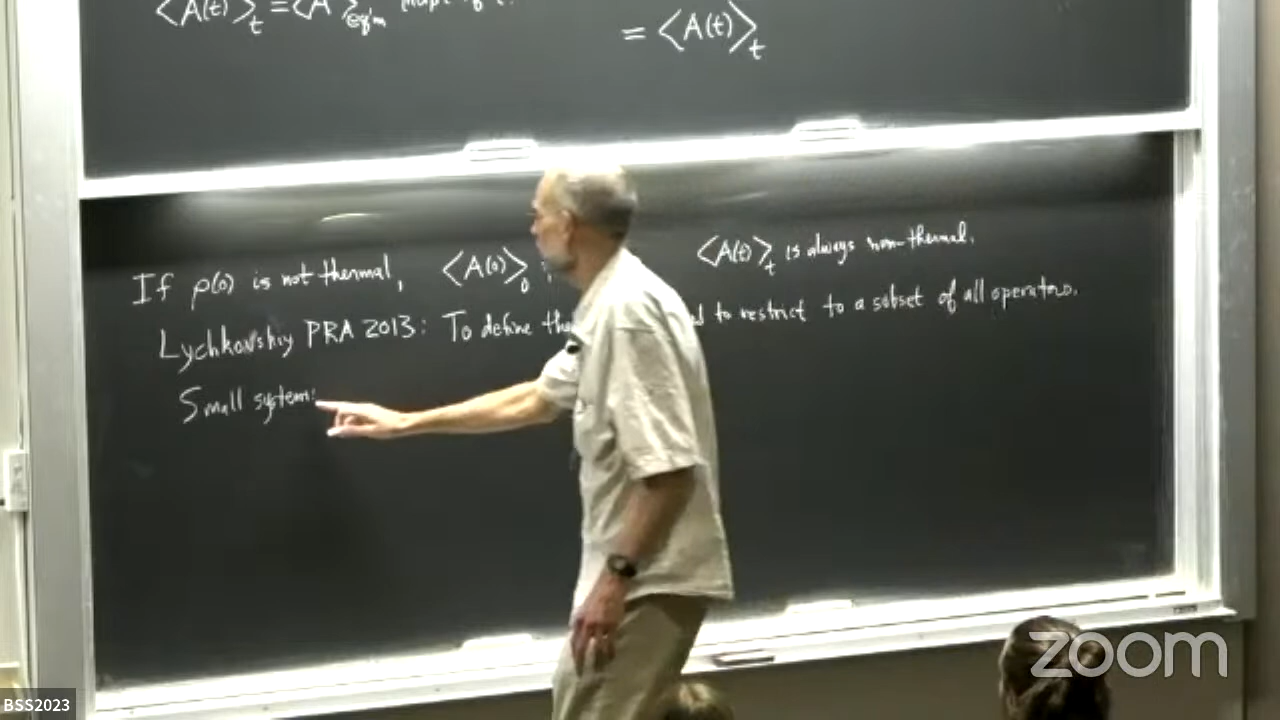 ⟨A(t)⟩_t = ⟨A⟩_eq'm
= ⟨A(t)⟩_t
If ρ(0) is not thermal, ⟨A(0)⟩_0 ⟨A(t)⟩_t is always non-thermal.
Lychkovskiy PRA 2013: To define to restrict to a subset of all operators.
Small system:
zoom
BSS2023